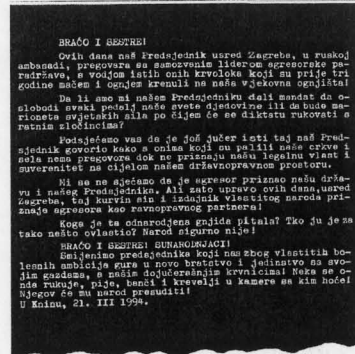 BRAĆO I SESTRE!
Ovih dana naš Predsjednik usred Zagreba, u ruskoj
ambasadi, pregovara sa samozvanim liderom agresorske pa-
radržave, s vodjom istih onih krvoloka koji su prije tri
godine mačem i ognjem krenuli na naša vjekovna ognjišta!
Da li smo mi našem Predsjedniku dali mandat da o-
slobodi svaki pedalj naše svete djedovine ili da bude ma-
rioneta svjetskih sila po čijem će se diktatu rukovati s
ratnim zločincima?
Podsjećamo vas da je još jučer isti taj naš Pred-
sjednik govorio kako s onima koji su palili naše crkve i
sela nema pregovora dok ne priznaju našu legalnu vlast i
suverenitet na cijelom našem državnopravnom prostoru.
Mi se ne sjećamo da je agresor priznao našu drža-
vu i našeg Predsjednika. Ali zato upravo ovih dana,usred
Zagreba, taj kurvin sin i izdajnik vlastitog naroda pri-
znaje agresora kao ravnopravnog partnera!
Koga je ta odnarodjena gnjida pitala? Tko ju je za
tako nešto ovlastio? Narod sigurno nije!
BRAĆO I SESTRE! SUNARODNJACI!
Smijenimo predsjednika koji nas zbog vlastitih bo-
lesnih ambicija gura u novo bratstvo i jedinstvo sa svo-
jim gazdama, a našim dojučerašnjim krvnicima! Neka se o-
nda rukuje, pije, banči i krevelji u kamere sa kim hoće!
Njegov će mu narod presuditi!
U Kninu, 21. III 1994.